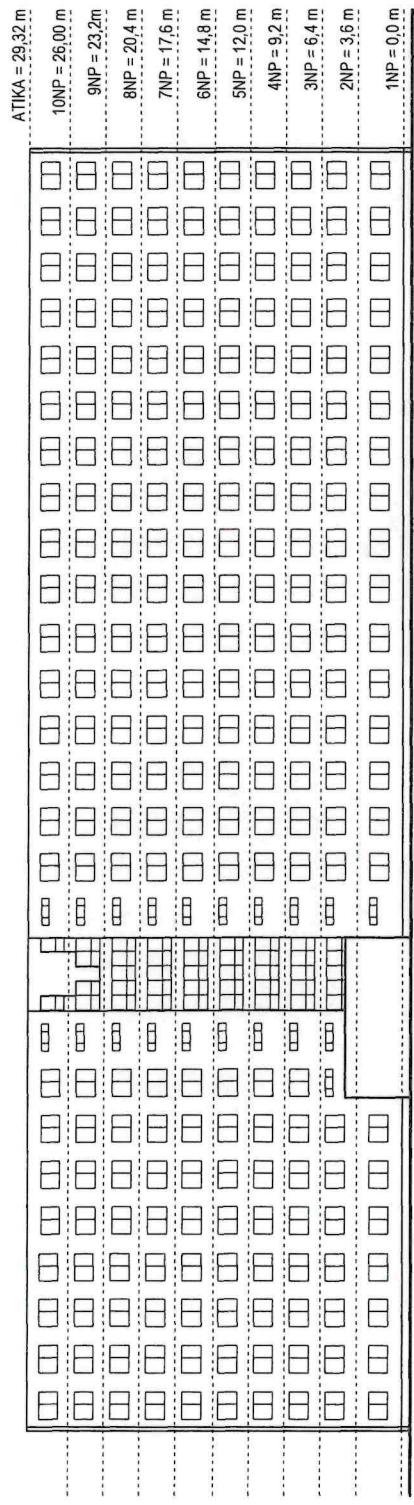 ATIKA = 29,32 m
10NP = 26,00 m
9NP = 23,2m
8NP = 20,4 m
7NP = 17,6 m
6NP = 14,8 m
5NP = 12,0 m
4NP = 9,2 m
3NP = 6,4 m
2NP = 3,6 m
1NP = 0,0 m